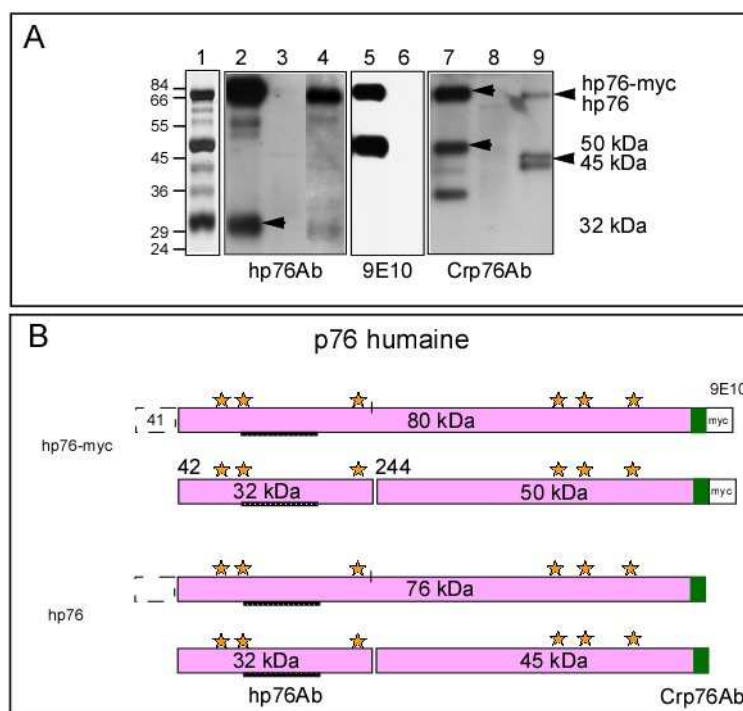 A
1 2 3 4 5 6 7 8 9
84
66
55
45
36
29
24
hp76-myc
hp76
50 kDa
45 kDa
32 kDa
hp76Ab 9E10 Crp76Ab
B
p76 humaine
9E10
41 80 kDa myc
hp76-myc
42 244
32 kDa 50 kDa myc
76 kDa
hp76
32 kDa 45 kDa
hp76Ab Crp76Ab